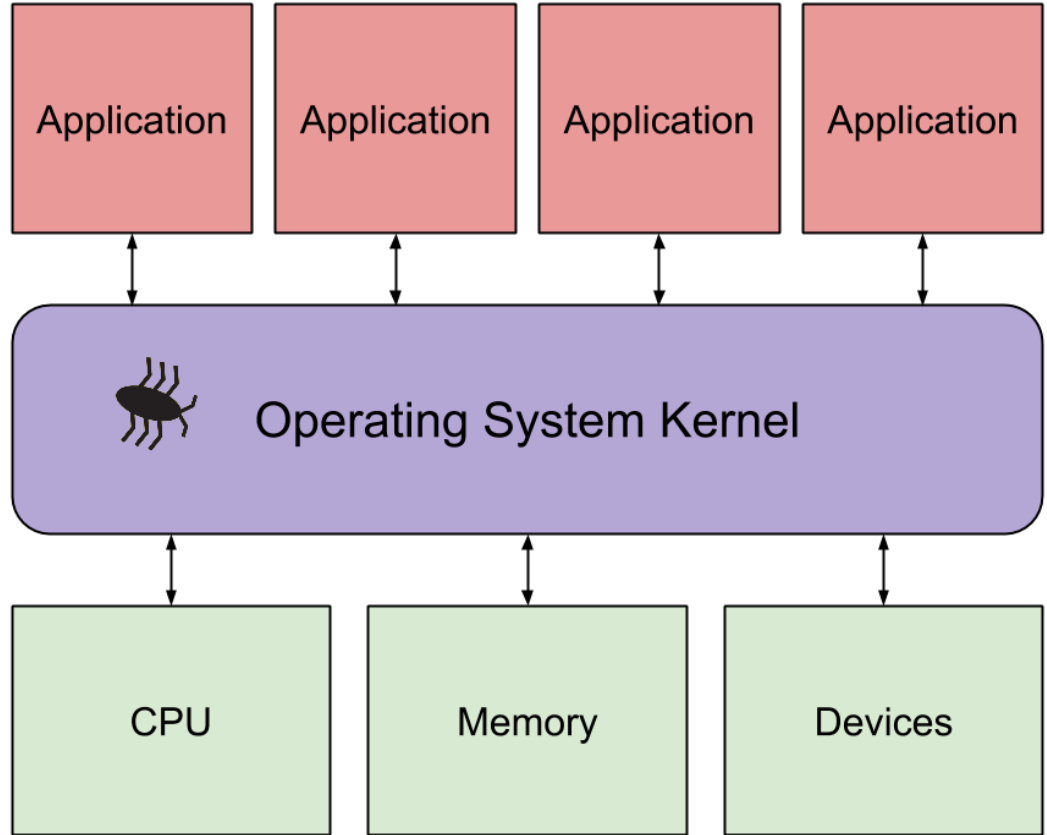 Application
Application
Application
Application
Operating System Kernel
CPU
Memory
Devices